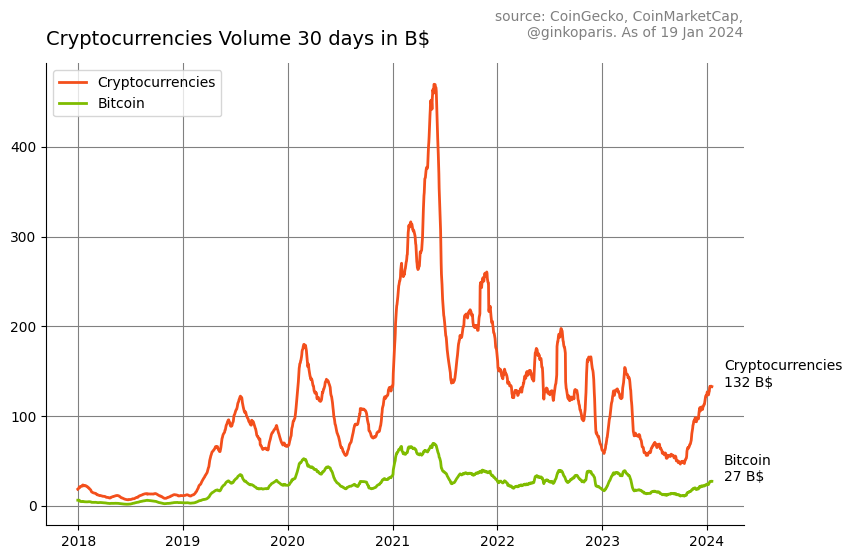 source: CoinGecko, CoinMarketCap,
@ginkoparis. As of 19 Jan 2024
Cryptocurrencies Volume 30 days in B$
Cryptocurrencies
Bitcoin
400
300
200
100
0
Cryptocurrencies
132 B$
Bitcoin
27 B$
2018 2019 2020 2021 2022 2023 2024